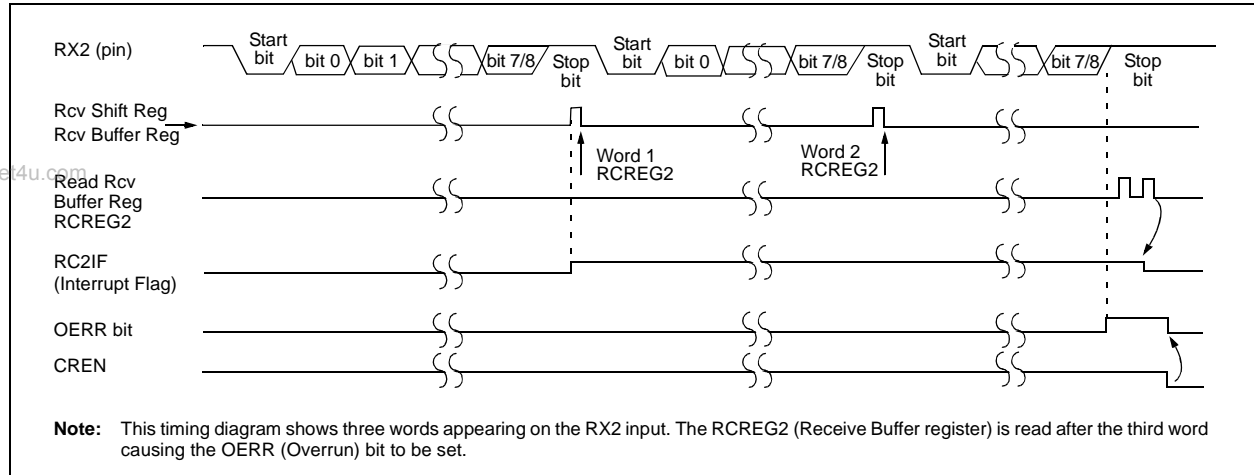 RX2 (pin)
Start bit
bit 0
bit 1
bit 7/8
Stop bit
Start bit
bit 0
bit 7/8
Stop bit
Start bit
bit 7/8
Stop bit
Rcv Shift Reg
Rcv Buffer Reg
Word 1
RCREG2
Word 2
RCREG2
et4u.com
Read Rcv
Buffer Reg
RCREG2
RC2IF
(Interrupt Flag)
OERR bit
CREN
Note: This timing diagram shows three words appearing on the RX2 input. The RCREG2 (Receive Buffer register) is read after the third word
causing the OERR (Overrun) bit to be set.